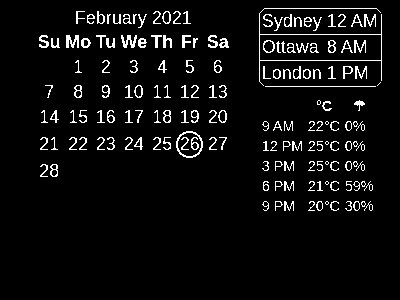 February 2021
Su Mo Tu We Th Fr Sa
1 2 3 4 5 6
7 8 9 10 11 12 13
14 15 16 17 18 19 20
21 22 23 24 25 26 27
28
Sydney 12 AM
Ottawa 8 AM
London 1 PM
°C ☂
9 AM 22°C 0%
12 PM 25°C 0%
3 PM 25°C 0%
6 PM 21°C 59%
9 PM 20°C 30%